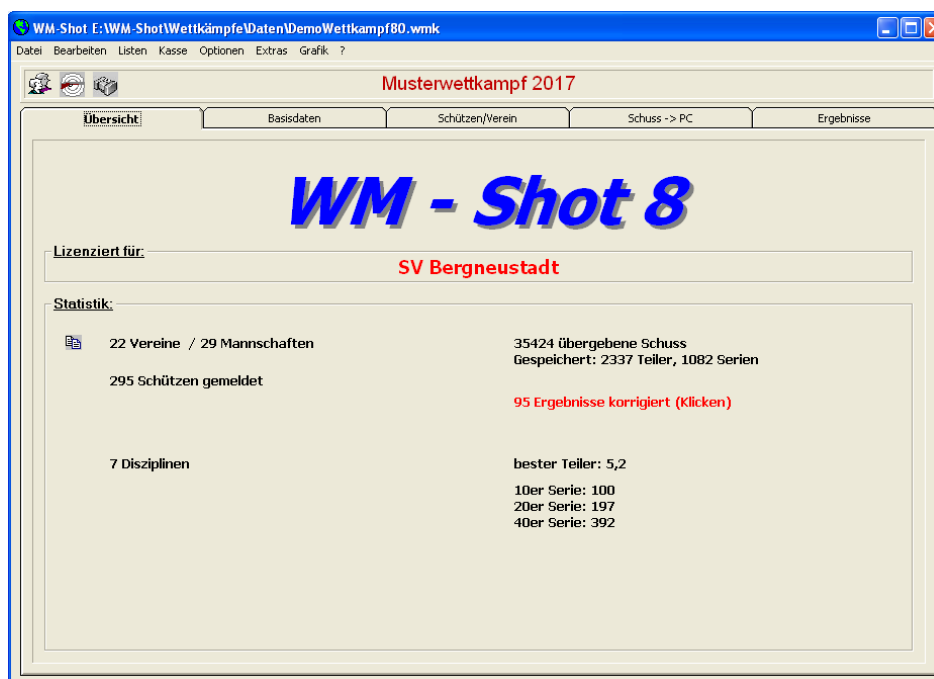 WM-Shot E:\WM-Shot\Wettkämpfe\Daten\DemoWettkampf80.wmk
Datei Bearbeiten Listen Kasse Optionen Extras Grafik ?
Musterwettkampf 2017
Übersicht Basisdaten Schützen/Verein Schuss -> PC Ergebnisse
WM - Shot 8
Lizenziert für:
SV Bergneustadt
Statistik:
22 Vereine / 29 Mannschaften
295 Schützen gemeldet
7 Disziplinen
35424 übergebene Schuss
Gespeichert: 2337 Teiler, 1082 Serien
95 Ergebnisse korrigiert (Klicken)
bester Teiler: 5,2
10er Serie: 100
20er Serie: 197
40er Serie: 392